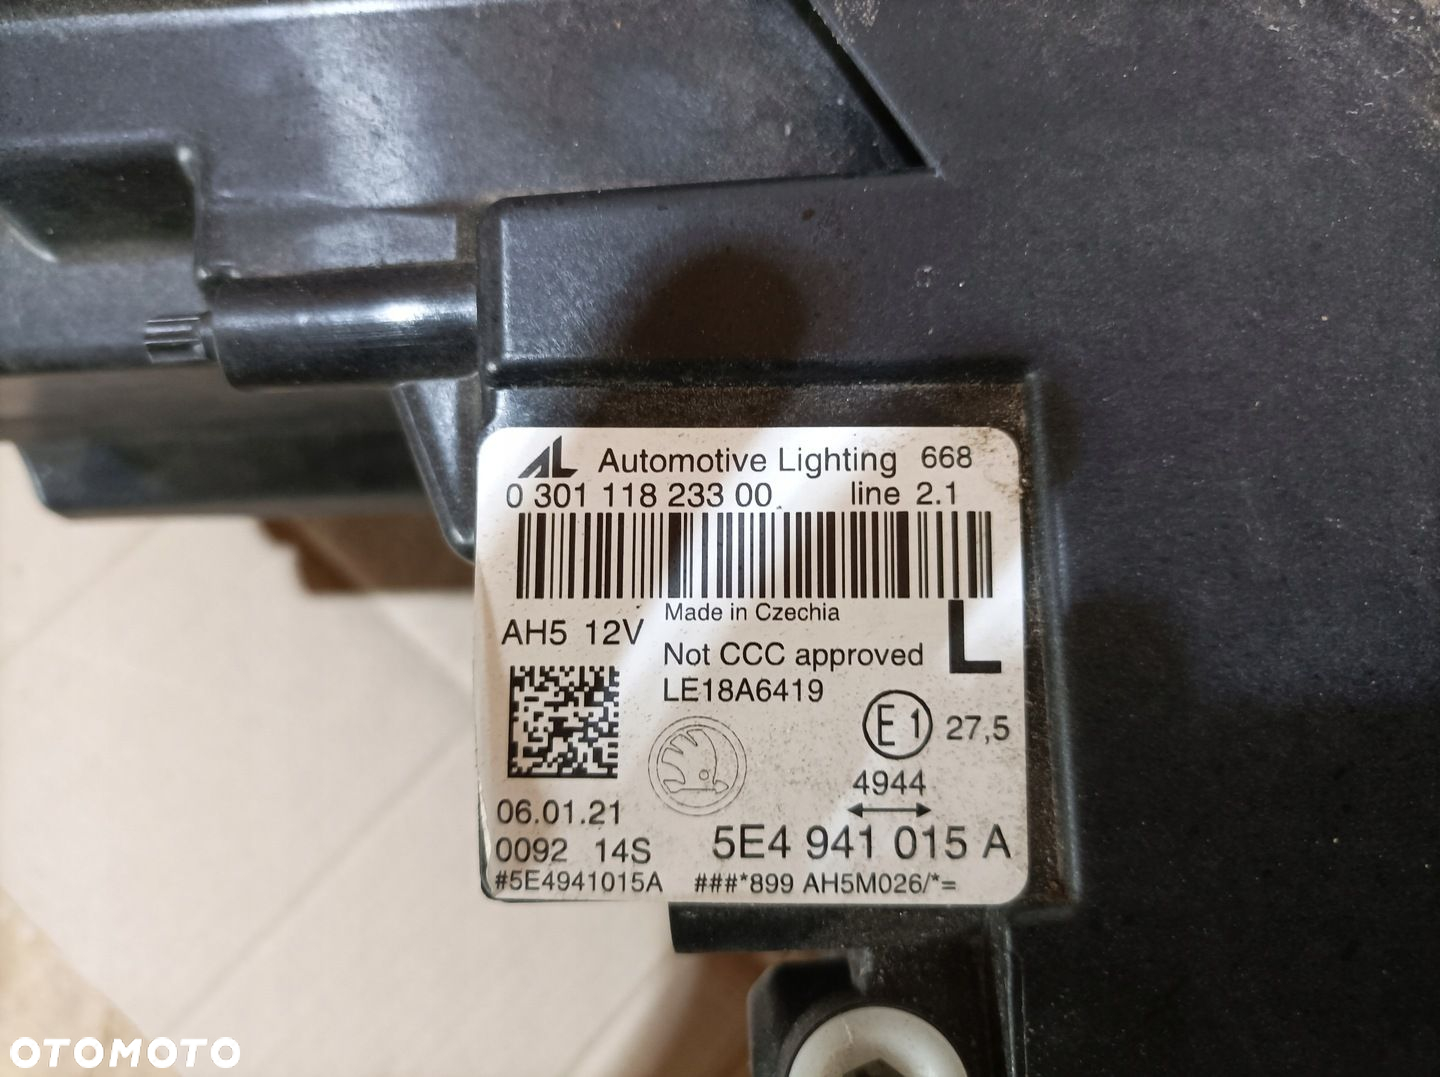 AL Automotive Lighting 668
0 301 118 233 00 line 2.1
Made in Czechia
AH5 12V
Not CCC approved L
LE18A6419
E1 27,5
4944
06.01.21
0092 14S 5E4 941 015 A
#5E4941015A ###*899 AH5M026/*=
OTOMOTO